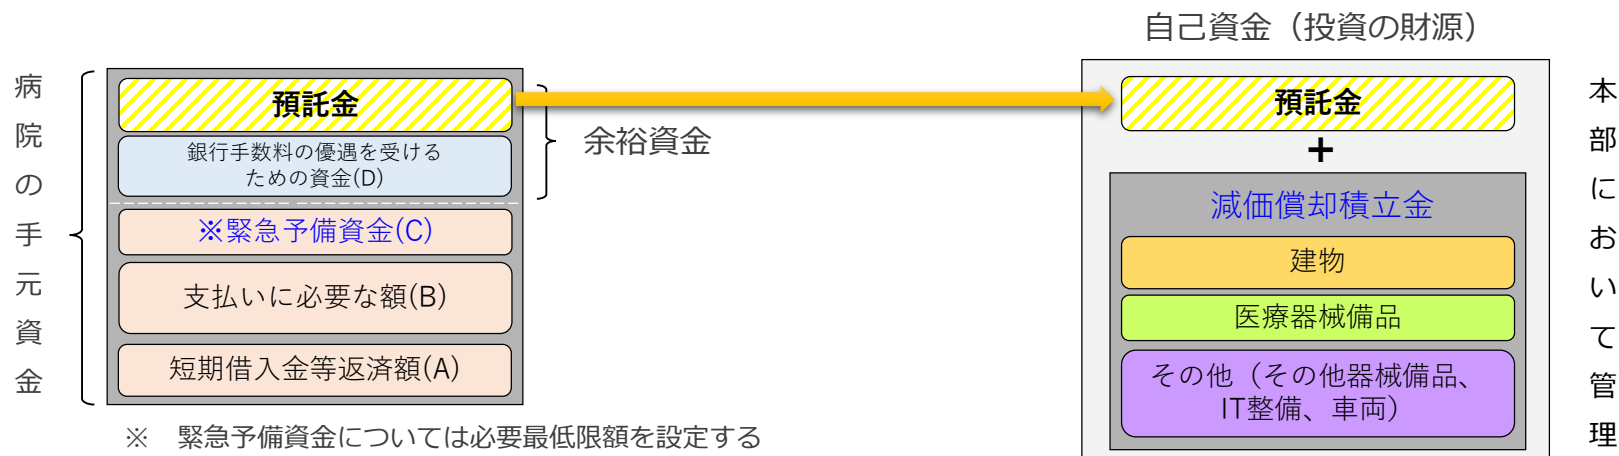 自己資金（投資の財源）
病院の手元資金
預託金
銀行手数料の優遇を受ける
ための資金(D)
※緊急予備資金(C)
支払いに必要な額(B)
短期借入金等返済額(A)
余裕資金
※　緊急予備資金については必要最低限額を設定する
預託金
+
減価償却積立金
建物
医療器械備品
その他（その他器械備品、
IT整備、車両）
本部において管理